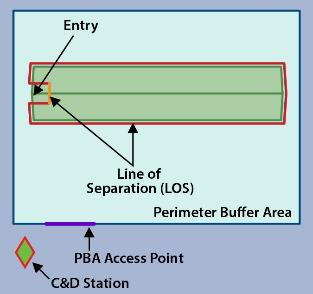 Entry
Line of
Separation (LOS)
Perimeter Buffer Area
PBA Access Point
C&D Station